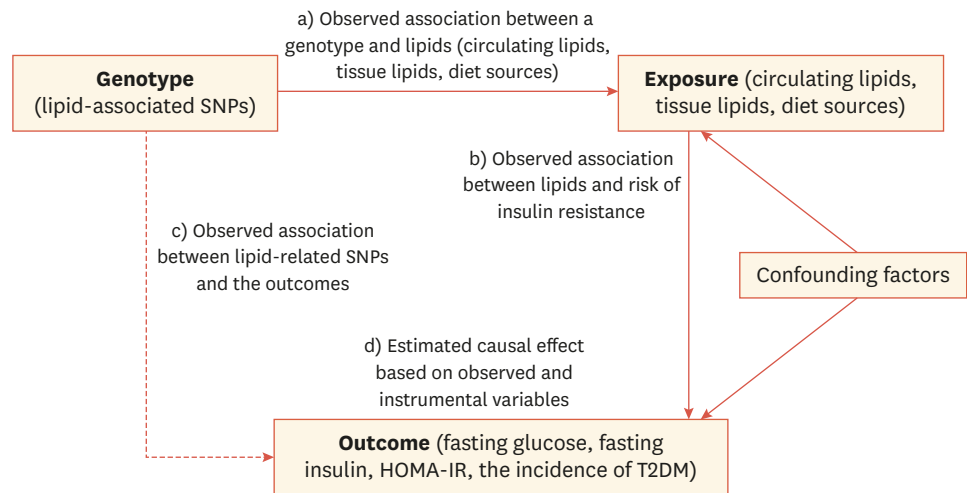 a) Observed association between a
genotype and lipids (circulating lipids,
tissue lipids, diet sources)
Genotype
(lipid-associated SNPs)
Exposure (circulating lipids,
tissue lipids, diet sources)
b) Observed association
between lipids and risk of
insulin resistance
c) Observed association
between lipid-related SNPs
and the outcomes
Confounding factors
d) Estimated causal effect
based on observed and
instrumental variables
Outcome (fasting glucose, fasting
insulin, HOMA-IR, the incidence of T2DM)